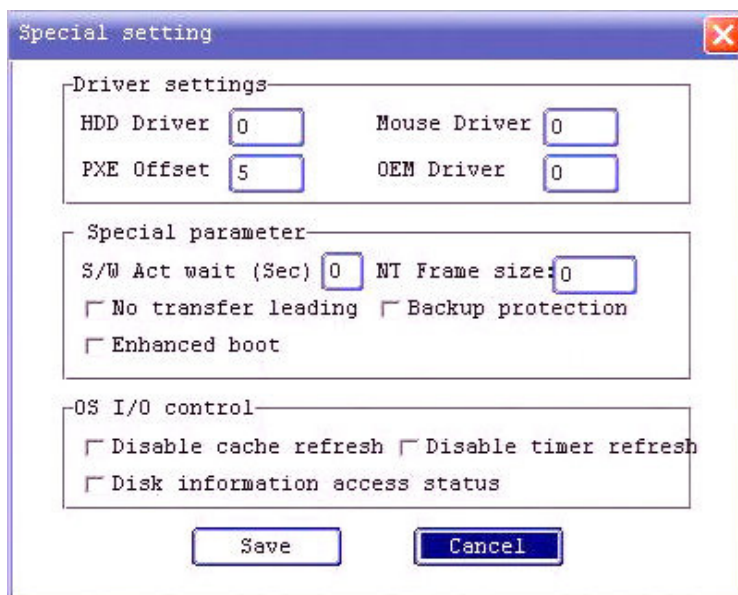 Special setting
Driver settings
HDD Driver 0 Mouse Driver 0
PXE Offset 5 OEM Driver 0
Special parameter
S/W Act wait (Sec) 0 NT Frame size: 0
No transfer leading Backup protection
Enhanced boot
OS I/O control
Disable cache refresh Disable timer refresh
Disk information access status
Save Cancel